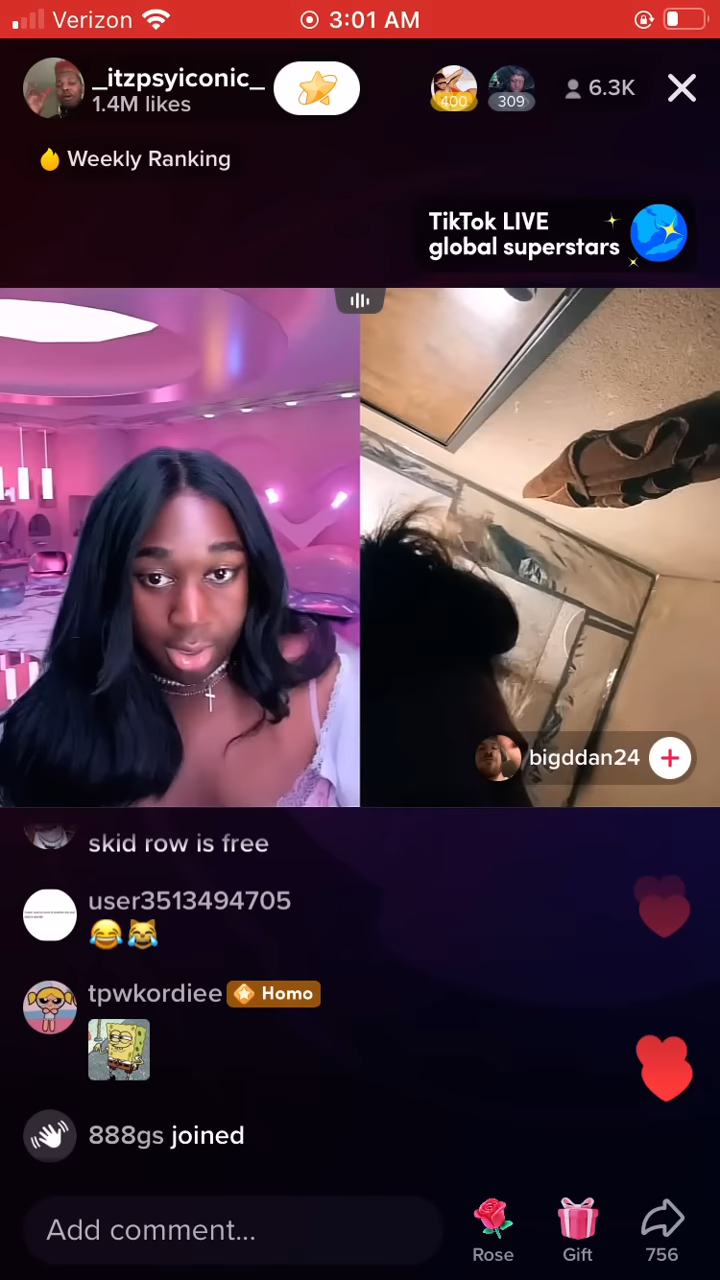 Verizon
3:01 AM
_itzpsyiconic_
1.4M likes
400
309
6.3K
Weekly Ranking
TikTok LIVE
global superstars
bigddan24
skid row is free
user3513494705
😂😹
tpwkordiee Homo
888gs joined
Add comment...
Rose
Gift
756